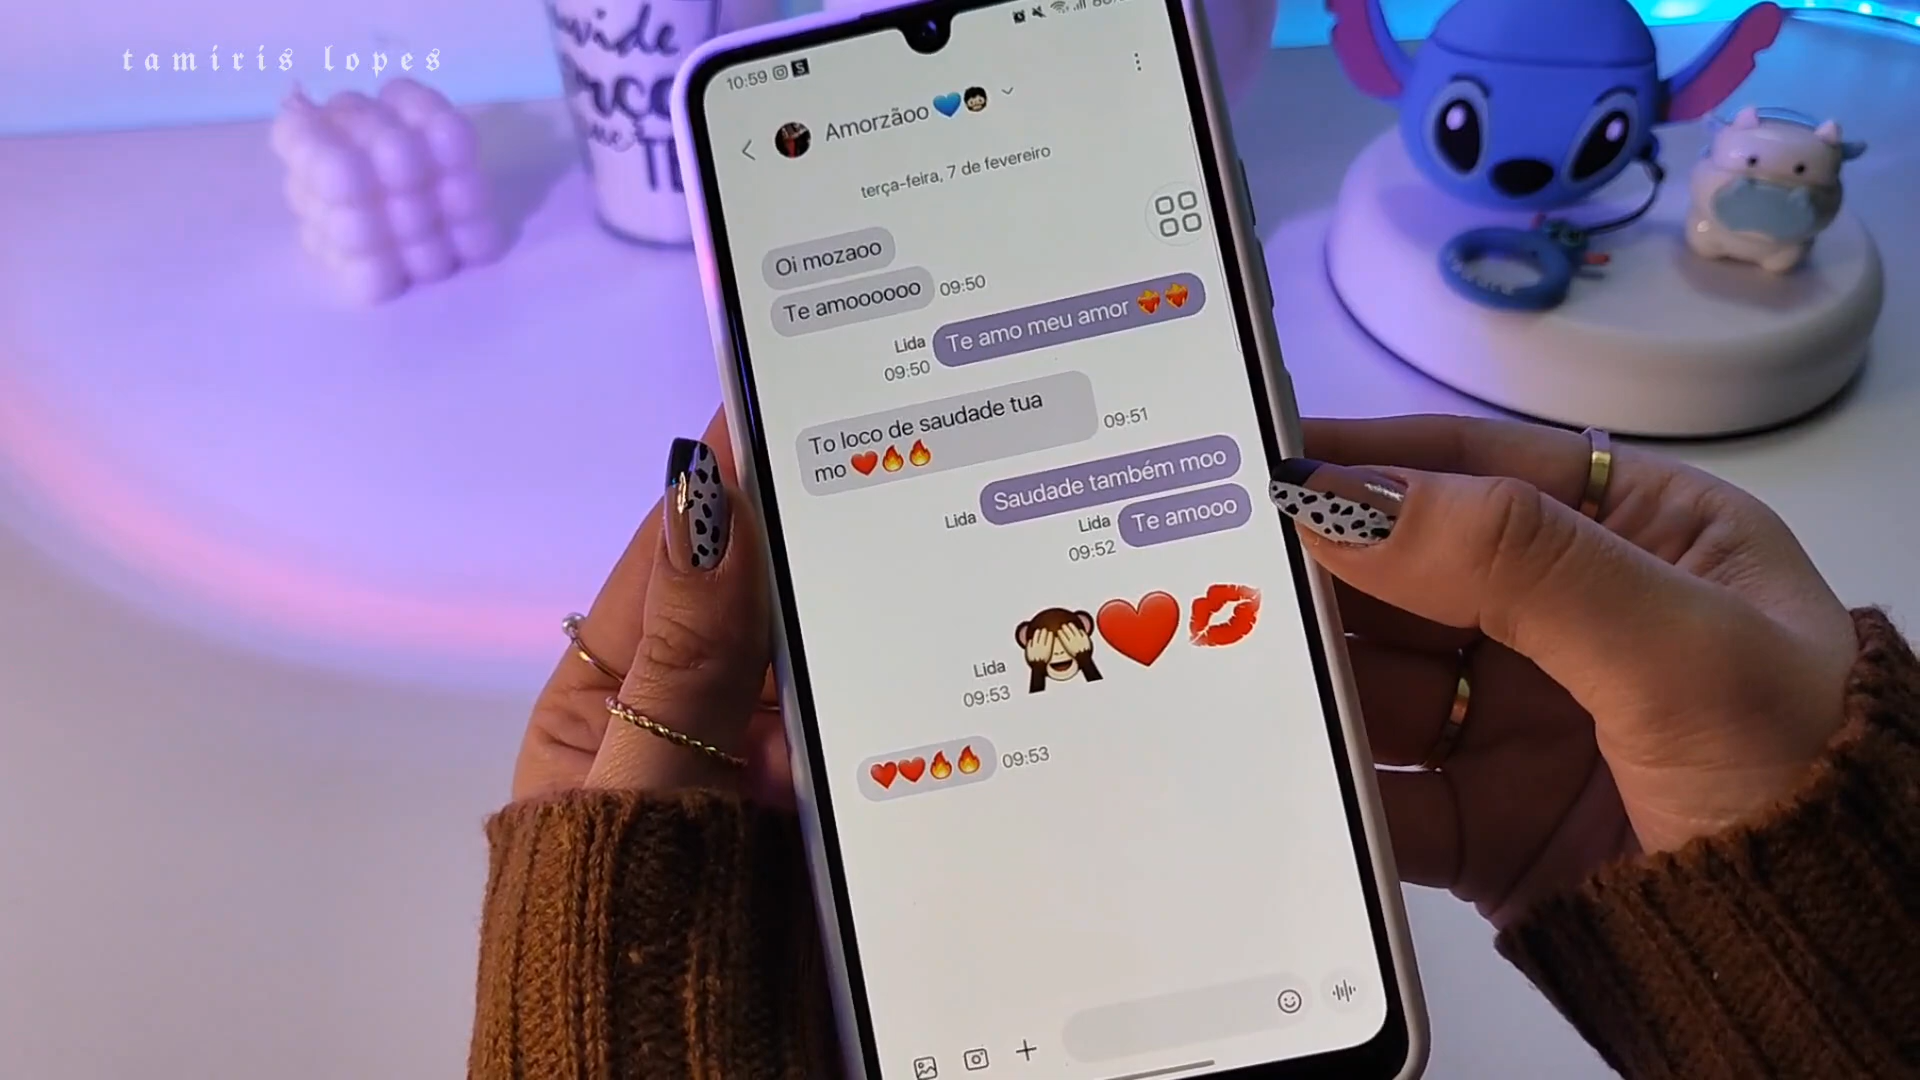 tamiris lopes
10:59
Amorzãoo 💙🧔🏻
terça-feira, 7 de fevereiro
Oi mozaoo
Te amoooooo 09:50
Te amo meu amor ❤️‍🔥❤️‍🔥
Lida
09:50
To loco de saudade tua
mo ❤️🔥🔥
09:51
Saudade também moo
Lida
Te amooo
Lida
09:52
🙈❤️💋
Lida
09:53
❤️❤️🔥🔥 09:53